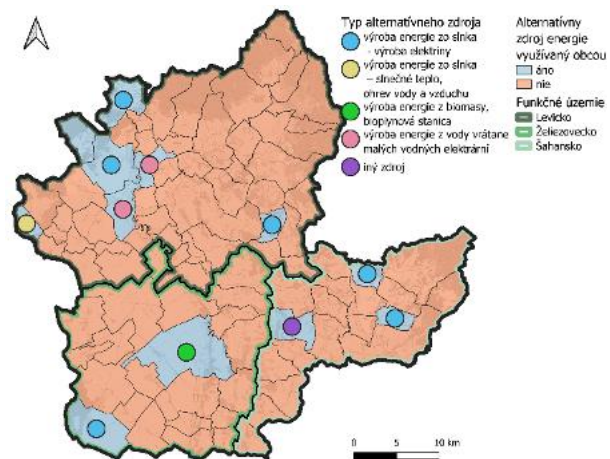 Typ alternatívneho zdroja
výroba energie zo slnka
- výroba elektriny
výroba energie zo slnka
– slnečné teplo,
ohrev vody a vzduchu
výroba energie z biomasy,
bioplynová stanica
výroba energie z vody vrátane
malých vodných elektrární
iný zdroj
Alternatívny
zdroj energie
využívaný obcou
áno
nie
Funkčné územie
Levicko
Želiezovecko
Šahansko
0 5 10 km